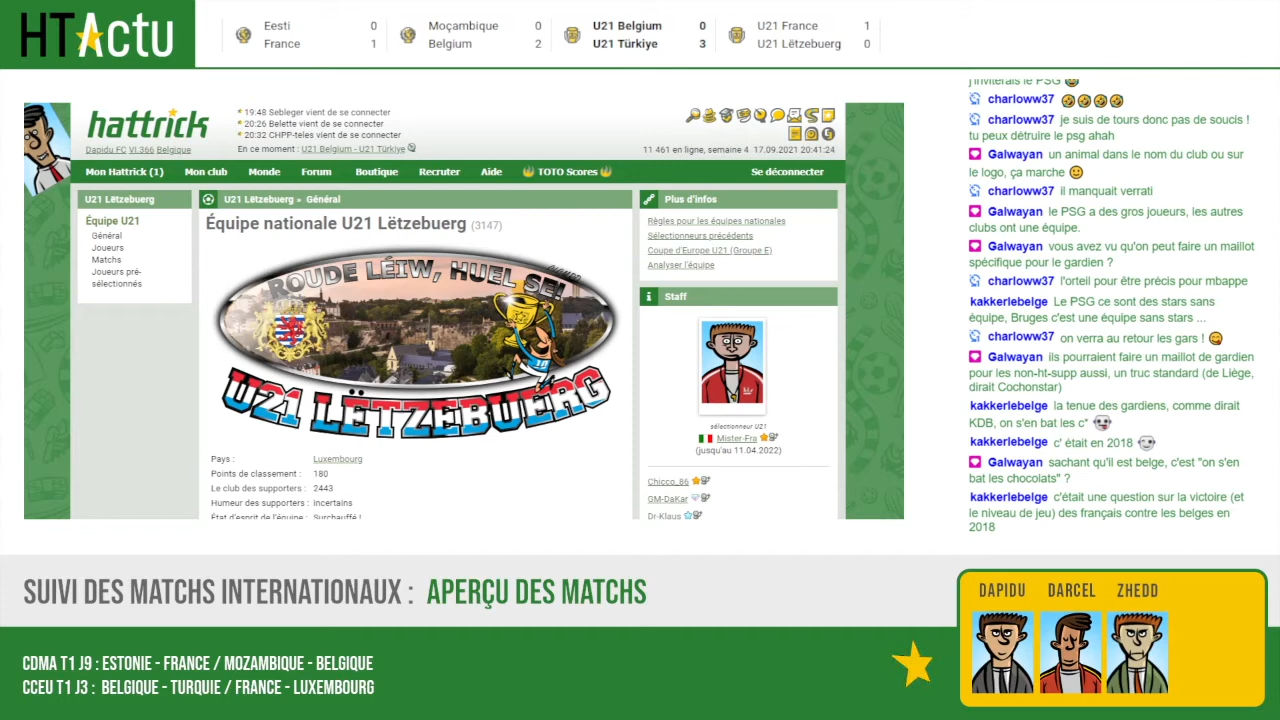 HTActu
Eesti 0
France 1
Moçambique 0
Belgium 2
U21 Belgium 0
U21 Türkiye 3
U21 France 1
U21 Lëtzebuerg 0
hattrick
Dapidu FC VI.366 Belgique
* 19:48 Sebleger vient de se connecter
* 20:26 Belette vient de se connecter
* 20:32 CHPP-teles vient de se connecter
En ce moment : U21 Belgium - U21 Türkiye
11 461 en ligne, semaine 4 17.09.2021 20:41:24
Mon Hattrick (1) Mon club Monde Forum Boutique Recruter Aide TOTO Scores Se déconnecter
U21 Lëtzebuerg
Équipe U21
Général
Joueurs
Matchs
Joueurs pré-
sélectionnés
U21 Lëtzebuerg » Général
Équipe nationale U21 Lëtzebuerg (3147)
ROUDE LÉIW, HUEL SE!
U21 LËTZEBUERG
Pays : Luxembourg
Points de classement : 180
Le club des supporters : 2443
Humeur des supporters : Incertains
État d'esprit de l'équipe : Surchauffé !
Plus d'infos
Règles pour les équipes nationales
Sélectionneurs précédents
Coupe d'Europe U21 (Groupe E)
Analyser l'équipe
Staff
sélectionneur U21
Mister-Fra
(jusqu'au 11.04.2022)
Chicco_86
GM-DaKar
Dr-Klaus
j'inviterais le PSG
charloww37
charloww37 je suis de tours donc pas de soucis !
tu peux détruire le psg ahah
Galwayan un animal dans le nom du club ou sur
le logo, ça marche
charloww37 il manquait verrati
Galwayan le PSG a des gros joueurs, les autres
clubs ont une équipe.
Galwayan vous avez vu qu'on peut faire un maillot
spécifique pour le gardien ?
charloww37 l'orteil pour être précis pour mbappe
kakkerlebelge Le PSG ce sont des stars sans
équipe, Bruges c'est une équipe sans stars ...
charloww37 on verra au retour les gars !
Galwayan ils pourraient faire un maillot de gardien
pour les non-ht-supp aussi, un truc standard (de Liège,
dirait Cochonstar)
kakkerlebelge la tenue des gardiens, comme dirait
KDB, on s'en bat les c*
kakkerlebelge c' était en 2018
Galwayan sachant qu'il est belge, c'est "on s'en
bat les chocolats" ?
kakkerlebelge c'était une question sur la victoire (et
le niveau de jeu) des français contre les belges en
2018
SUIVI DES MATCHS INTERNATIONAUX : APERÇU DES MATCHS
DAPIDU DARCEL ZHEDD
CDMA T1 J9 : ESTONIE - FRANCE / MOZAMBIQUE - BELGIQUE
CCEU T1 J3 : BELGIQUE - TURQUIE / FRANCE - LUXEMBOURG